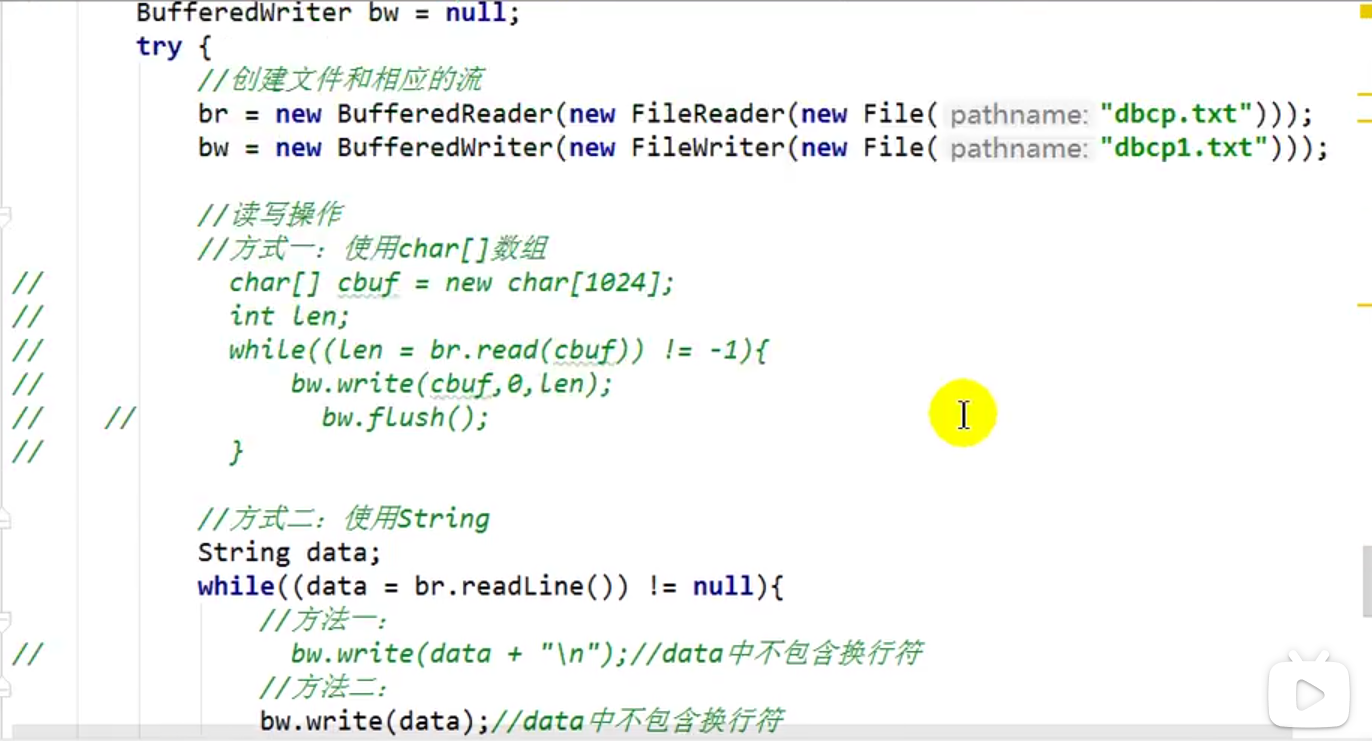 BufferedWriter bw = null;
try {
//创建文件和相应的流
br = new BufferedReader(new FileReader(new File( pathname: "dbcp.txt")));
bw = new BufferedWriter(new FileWriter(new File( pathname: "dbcp1.txt")));
//读写操作
//方式一：使用char[]数组
// char[] cbuf = new char[1024];
// int len;
// while((len = br.read(cbuf)) != -1){
// bw.write(cbuf,0,len);
// // bw.flush();
// }
//方式二：使用String
String data;
while((data = br.readLine()) != null){
//方法一：
// bw.write(data + "\n");//data中不包含换行符
//方法二：
bw.write(data);//data中不包含换行符